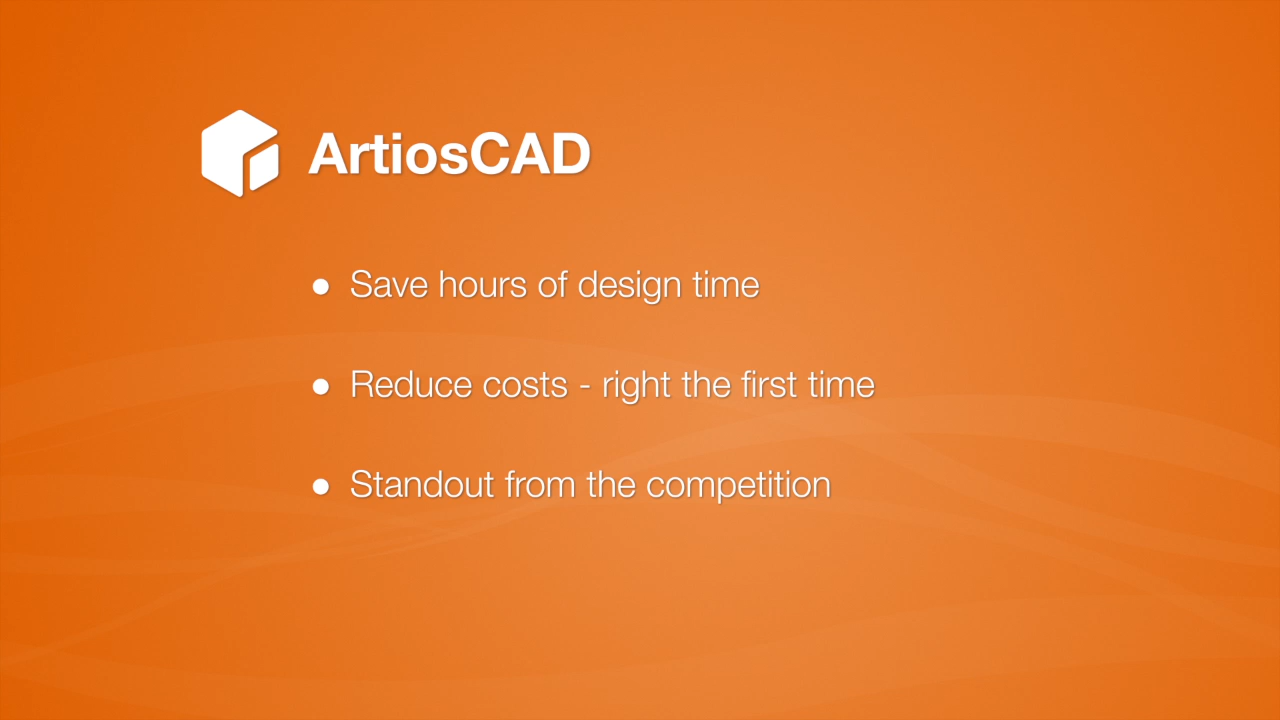 ArtiosCAD
● Save hours of design time
● Reduce costs - right the first time
● Standout from the competition